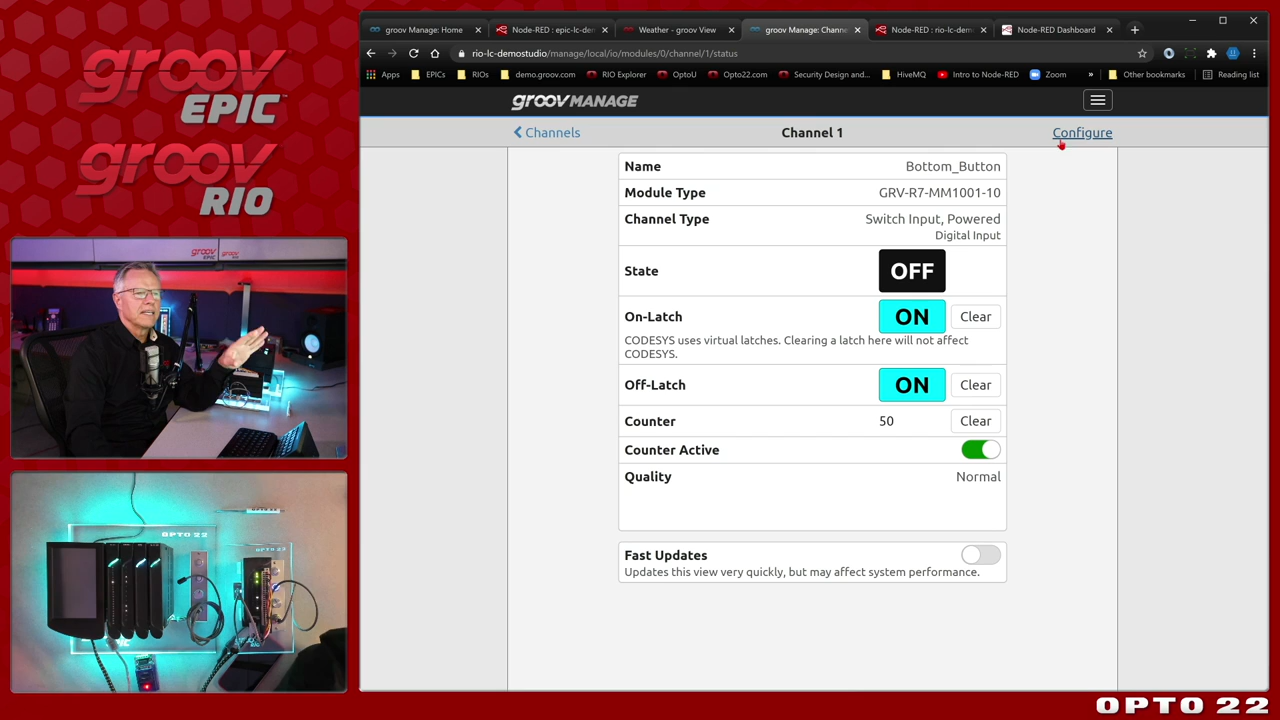 groov
EPIC™
groov
RIO
groov Manage: Home
Node-RED : epic-lc-dem
Weather - groov View
groov Manage: Channe
Node-RED : rio-lc-demo
Node-RED Dashboard
rio-lc-demostudio/manage/local/io/modules/0/channel/1/status
Apps
EPICs
RIOs
demo.groov.com
RIO Explorer
OptoU
Opto22.com
Security Design and...
HiveMQ
Intro to Node-RED
Zoom
»
Other bookmarks
Reading list
groov MANAGE
Channels
Channel 1
Configure
Name Bottom_Button
Module Type GRV-R7-MM1001-10
Channel Type Switch Input, Powered
Digital Input
State OFF
On-Latch ON Clear
CODESYS uses virtual latches. Clearing a latch here will not affect
CODESYS.
Off-Latch ON Clear
Counter 50 Clear
Counter Active
Quality Normal
Fast Updates
Updates this view very quickly, but may affect system performance.
OPTO 22
RIO
OPTO 22